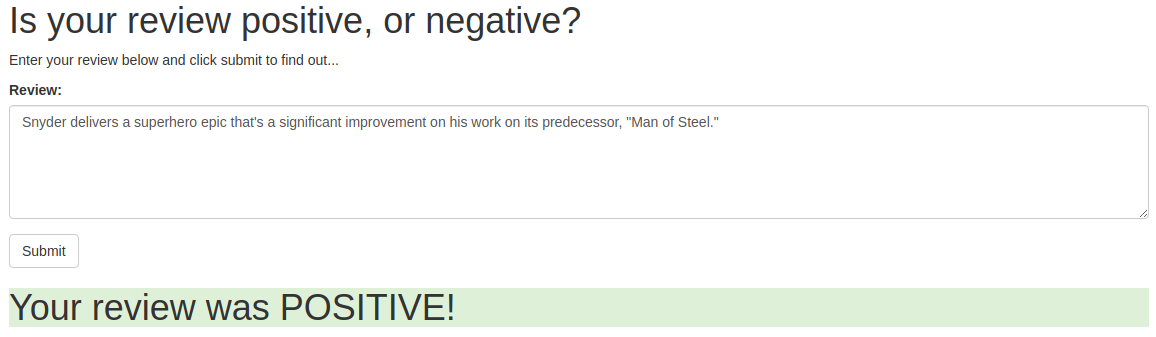 Is your review positive, or negative?
Enter your review below and click submit to find out...
Review:
Snyder delivers a superhero epic that's a significant improvement on his work on its predecessor, "Man of Steel."
Submit
Your review was POSITIVE!